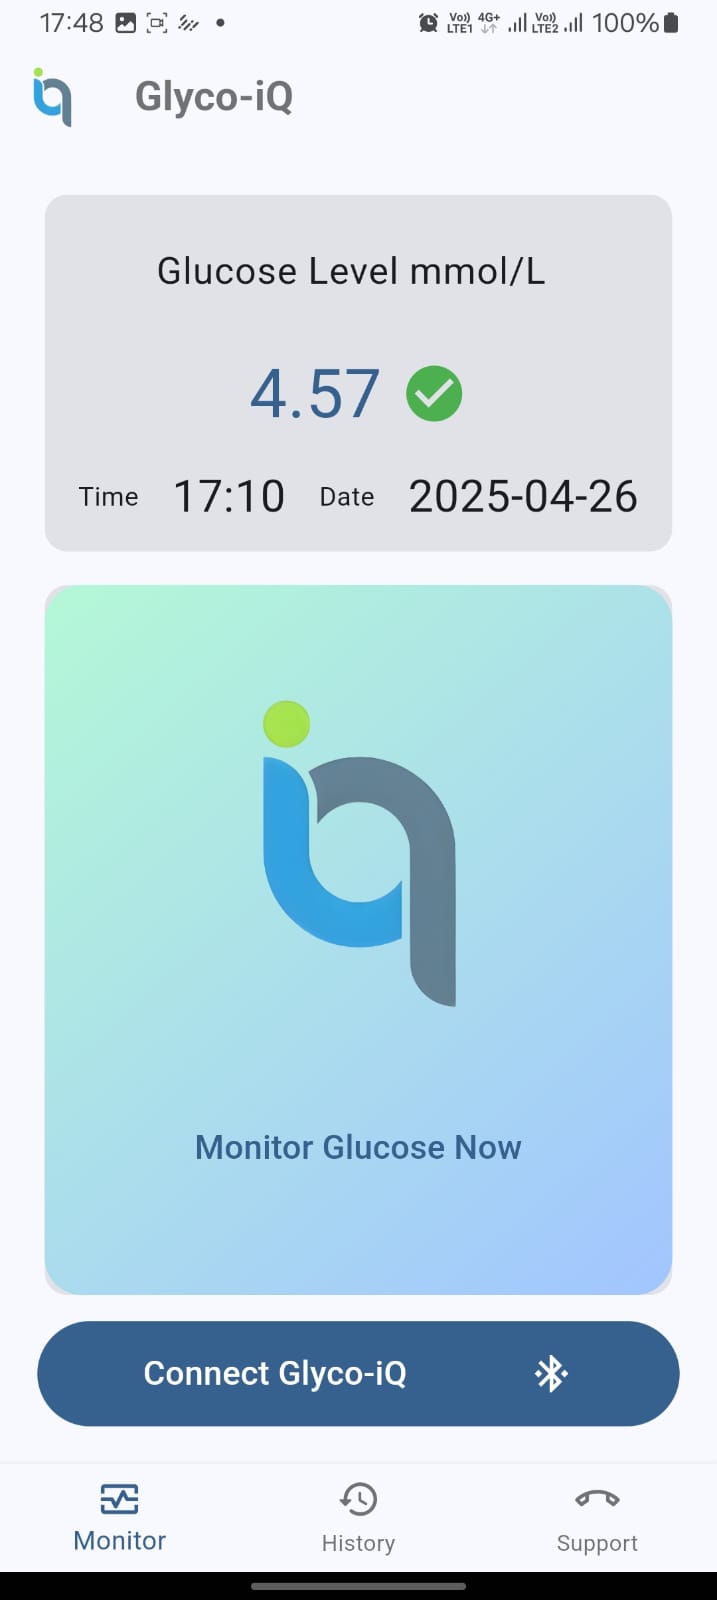 17:48 Vo)) LTE1 4G+ Vo)) LTE2 100%
Glyco-iQ
Glucose Level mmol/L
4.57
Time 17:10 Date 2025-04-26
iq
Monitor Glucose Now
Connect Glyco-iQ
Monitor History Support